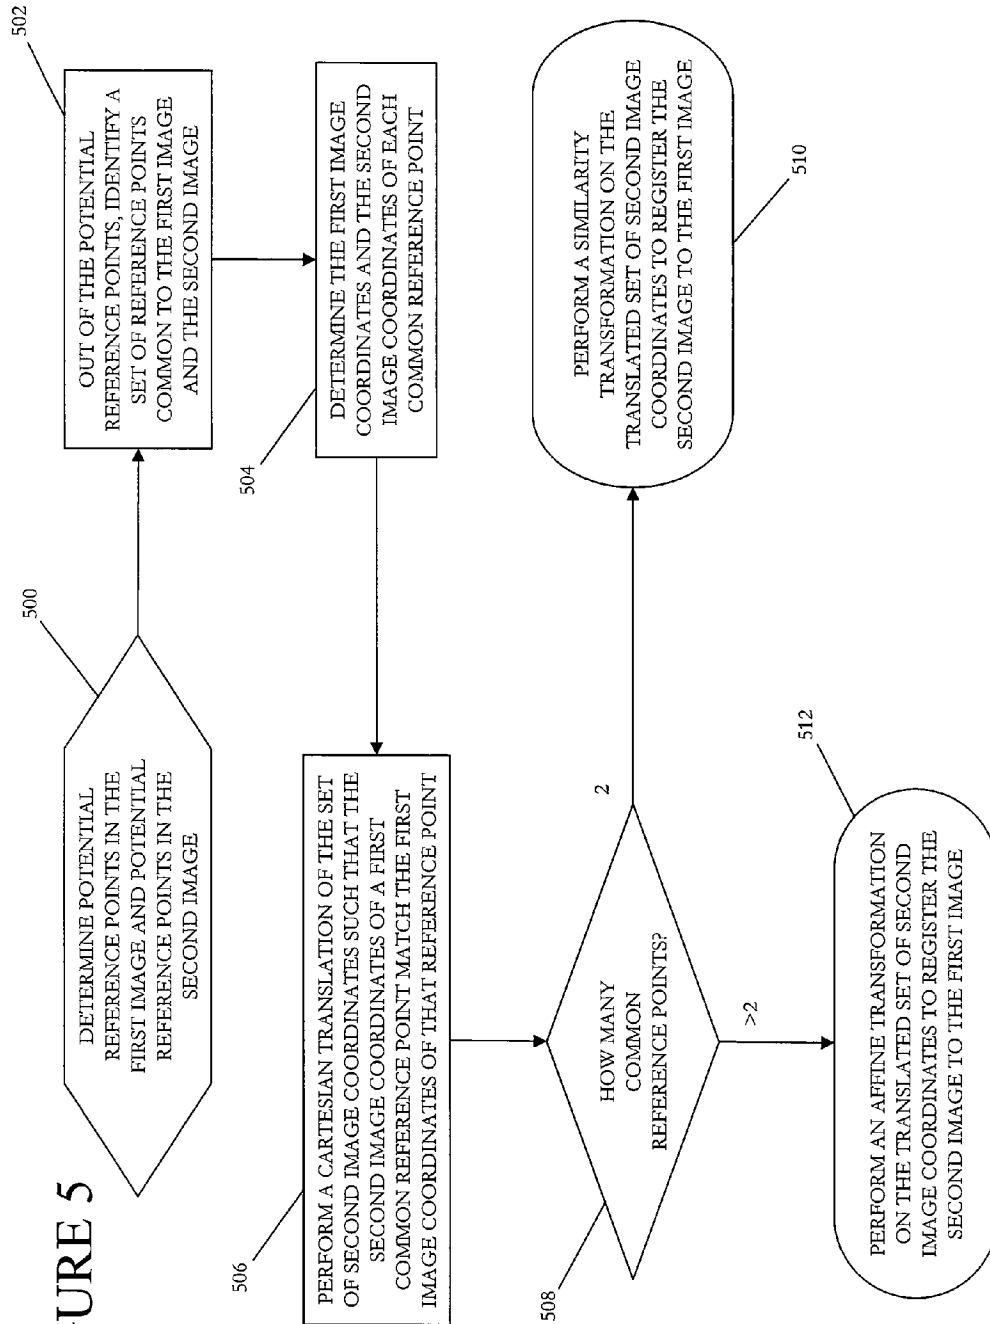 URE 5
500
DETERMINE POTENTIAL
REFERENCE POINTS IN THE
FIRST IMAGE AND POTENTIAL
REFERENCE POINTS IN THE
SECOND IMAGE
502
OUT OF THE POTENTIAL
REFERENCE POINTS, IDENTIFY A
SET OF REFERENCE POINTS
COMMON TO THE FIRST IMAGE
AND THE SECOND IMAGE
504
DETERMINE THE FIRST IMAGE
COORDINATES AND THE SECOND
IMAGE COORDINATES OF EACH
COMMON REFERENCE POINT
506
PERFORM A CARTESIAN TRANSLATION OF THE SET
OF SECOND IMAGE COORDINATES SUCH THAT THE
SECOND IMAGE COORDINATES OF A FIRST
COMMON REFERENCE POINT MATCH THE FIRST
IMAGE COORDINATES OF THAT REFERENCE POINT
508
HOW MANY
COMMON
REFERENCE POINTS?
2
>2
510
PERFORM A SIMILARITY
TRANSFORMATION ON THE
TRANSLATED SET OF SECOND IMAGE
COORDINATES TO REGISTER THE
SECOND IMAGE TO THE FIRST IMAGE
512
PERFORM AN AFFINE TRANSFORMATION
ON THE TRANSLATED SET OF SECOND
IMAGE COORDINATES TO REGISTER THE
SECOND IMAGE TO THE FIRST IMAGE